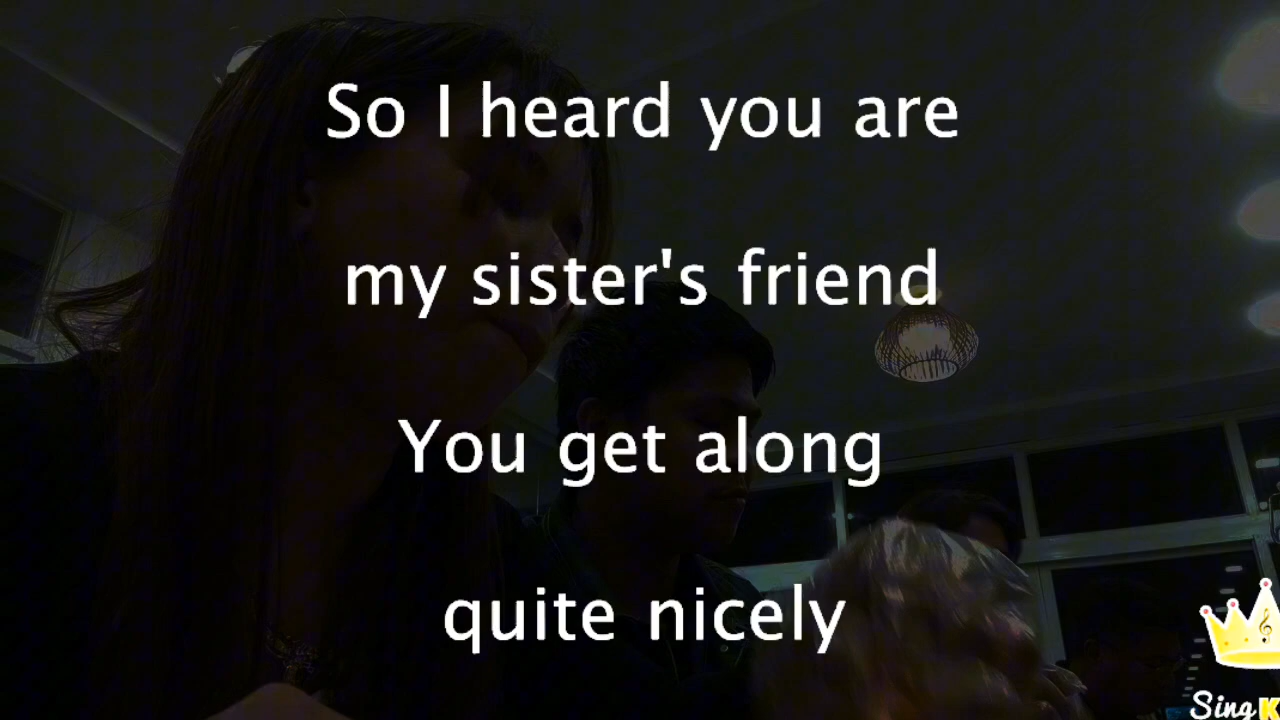 So I heard you are
my sister's friend
You get along
quite nicely
Sing K